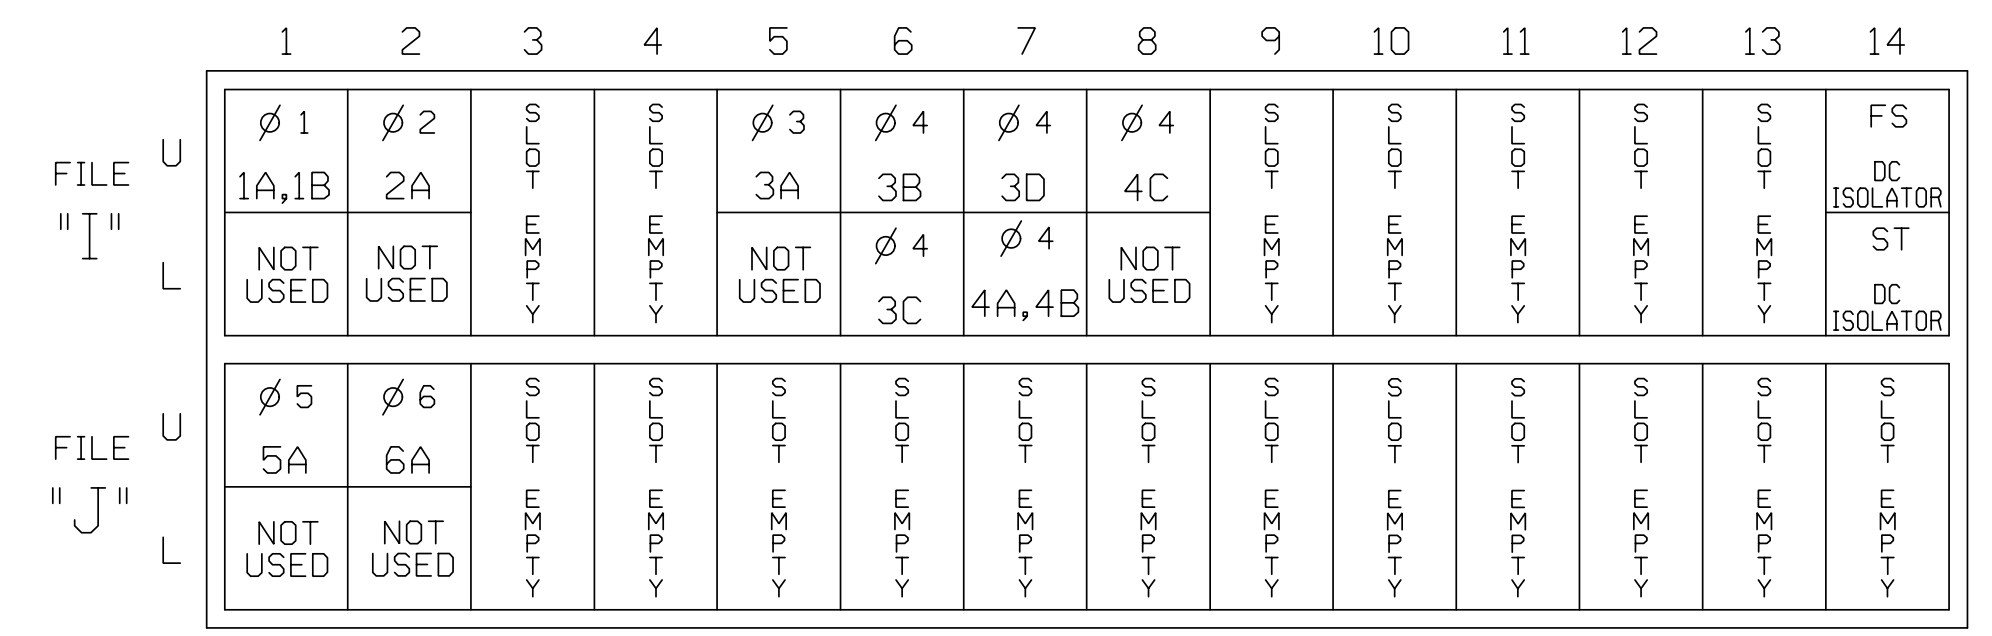 1 2 3 4 5 6 7 8 9 10 11 12 13 14
FILE "I"
U
Ø 1 Ø 2 SLOT EMPTY SLOT EMPTY Ø 3 Ø 4 Ø 4 Ø 4 SLOT EMPTY SLOT EMPTY SLOT EMPTY SLOT EMPTY SLOT EMPTY FS
1A,1B 2A 3A 3B 3D 4C DC
ISOLATOR
L
NOT USED NOT USED NOT USED Ø 4 Ø 4 NOT USED ST
3C 4A,4B DC
ISOLATOR
FILE "J"
U
Ø 5 Ø 6 SLOT EMPTY SLOT EMPTY SLOT EMPTY SLOT EMPTY SLOT EMPTY SLOT EMPTY SLOT EMPTY SLOT EMPTY SLOT EMPTY SLOT EMPTY SLOT EMPTY SLOT EMPTY
5A 6A
L
NOT USED NOT USED